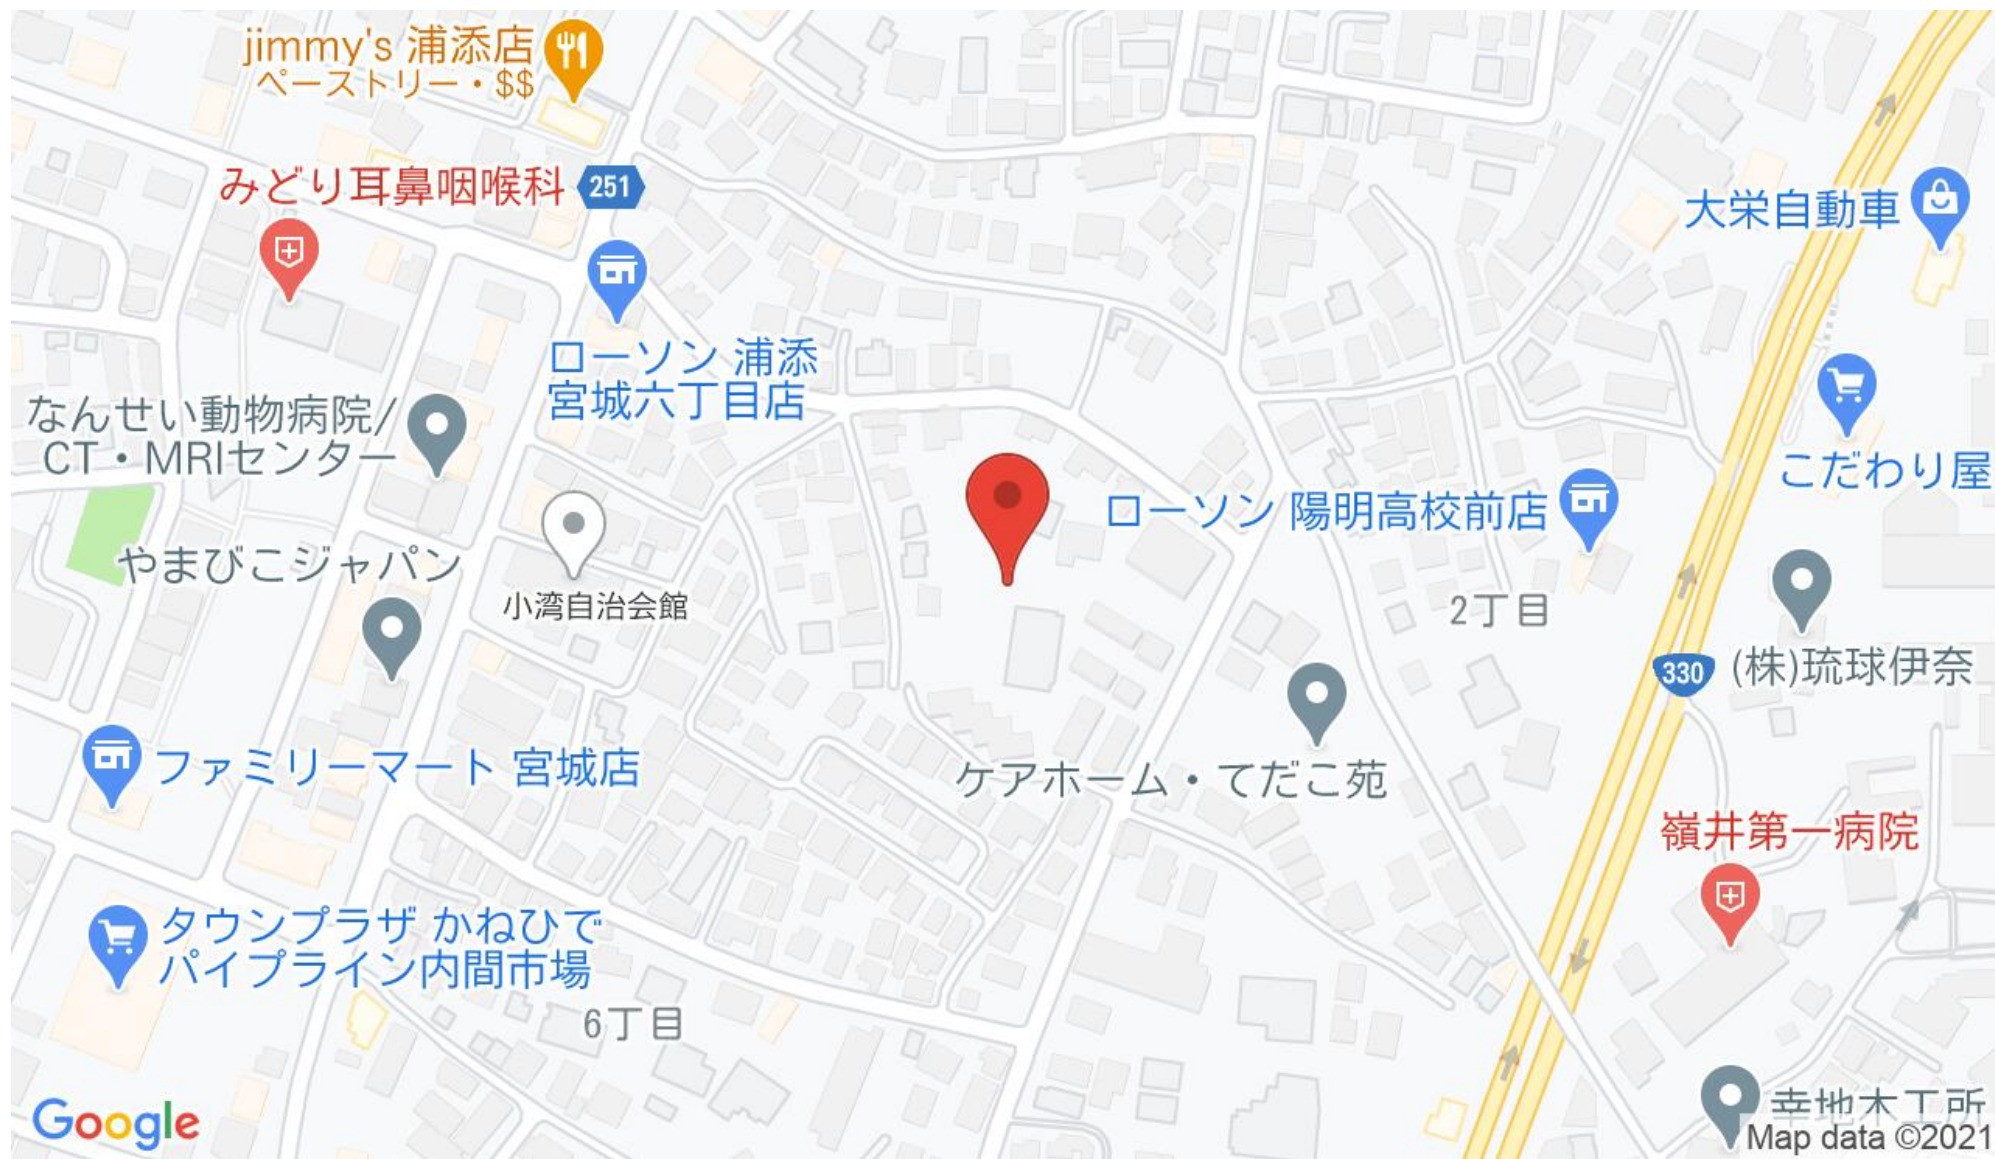 jimmy's 浦添店
ペーストリー・$$
みどり耳鼻咽喉科
251
大栄自動車
ローソン 浦添
宮城六丁目店
なんせい動物病院/
CT・MRIセンター
こだわり屋
ローソン 陽明高校前店
やまびこジャパン
小湾自治会館
2丁目
330
(株)琉球伊奈
ファミリーマート 宮城店
ケアホーム・てだこ苑
嶺井第一病院
タウンプラザ かねひで
パイプライン内間市場
6丁目
幸地木工所
Google
Map data ©2021